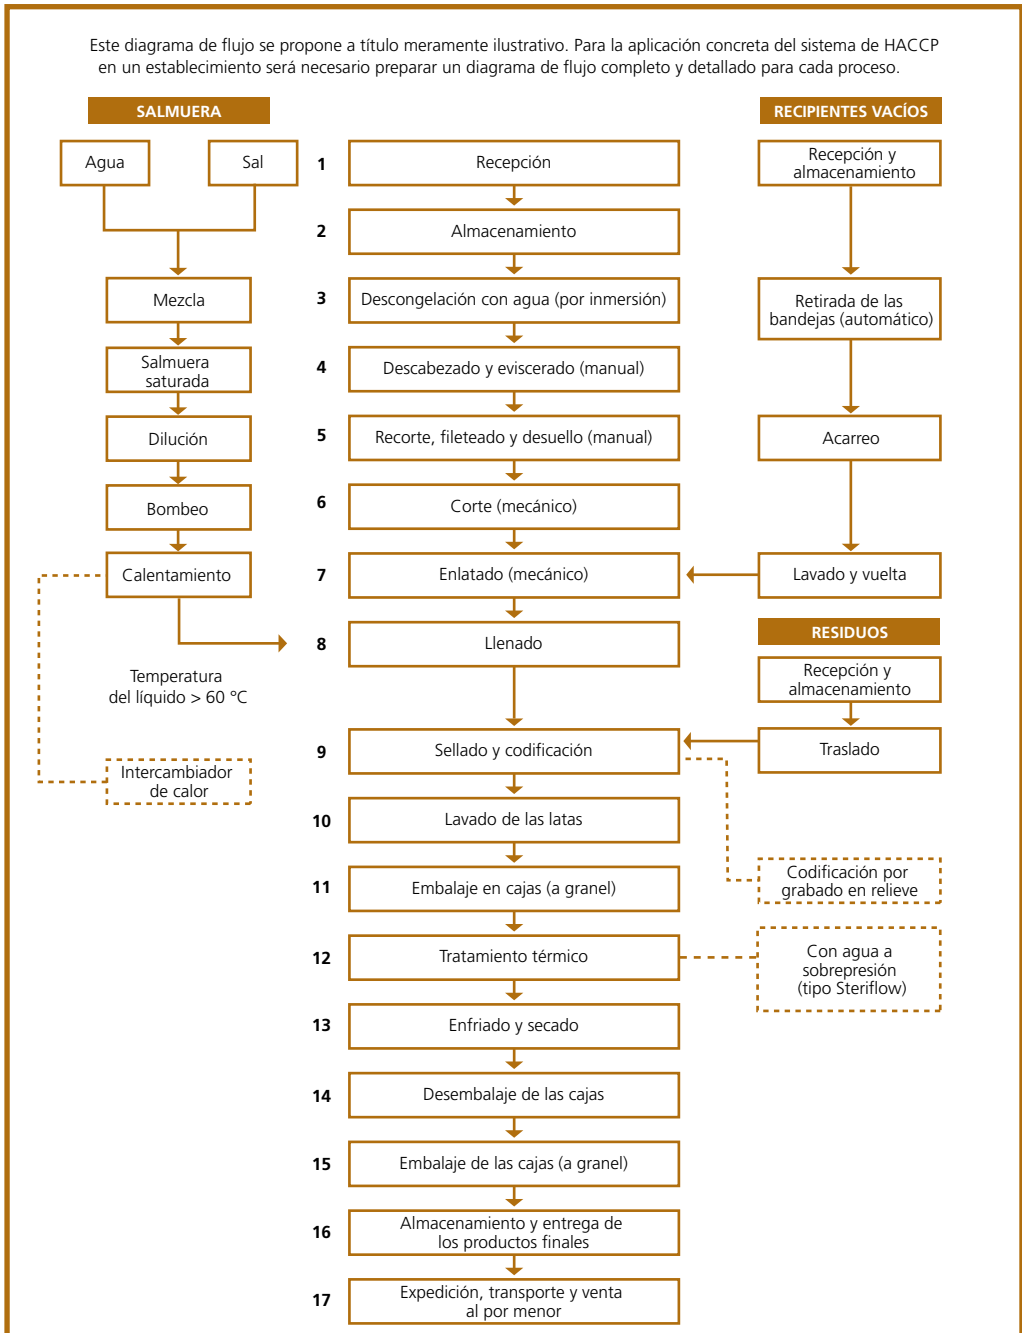 Este diagrama de flujo se propone a título meramente ilustrativo. Para la aplicación concreta del sistema de HACCP
en un establecimiento será necesario preparar un diagrama de flujo completo y detallado para cada proceso.
SALMUERA
Agua
Sal
Mezcla
Salmuera
saturada
Dilución
Bombeo
Calentamiento
Temperatura
del líquido > 60 °C
Intercambiador
de calor
1 Recepción
2 Almacenamiento
3 Descongelación con agua (por inmersión)
4 Descabezado y eviscerado (manual)
5 Recorte, fileteado y desuello (manual)
6 Corte (mecánico)
7 Enlatado (mecánico)
8 Llenado
9 Sellado y codificación
10 Lavado de las latas
11 Embalaje en cajas (a granel)
12 Tratamiento térmico
13 Enfriado y secado
14 Desembalaje de las cajas
15 Embalaje de las cajas (a granel)
16 Almacenamiento y entrega de
los productos finales
17 Expedición, transporte y venta
al por menor
RECIPIENTES VACÍOS
Recepción y
almacenamiento
Retirada de las
bandejas (automático)
Acarreo
Lavado y vuelta
RESIDUOS
Recepción y
almacenamiento
Traslado
Codificación por
grabado en relieve
Con agua a
sobrepresión
(tipo Steriflow)